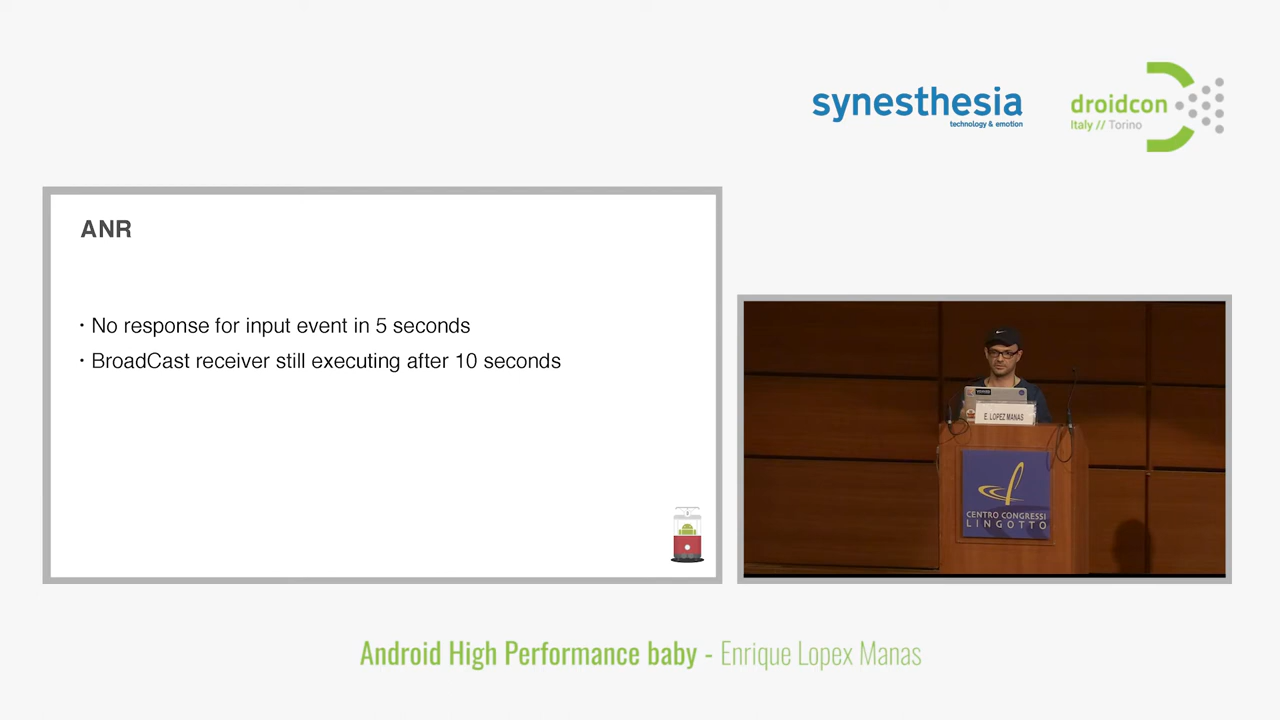 synesthesia
technology & emotion
droidcon
Italy // Torino
ANR
· No response for input event in 5 seconds
· BroadCast receiver still executing after 10 seconds
E. LOPEZ MANAS
CENTRO CONGRESSI
LINGOTTO
Android High Performance baby - Enrique Lopex Manas